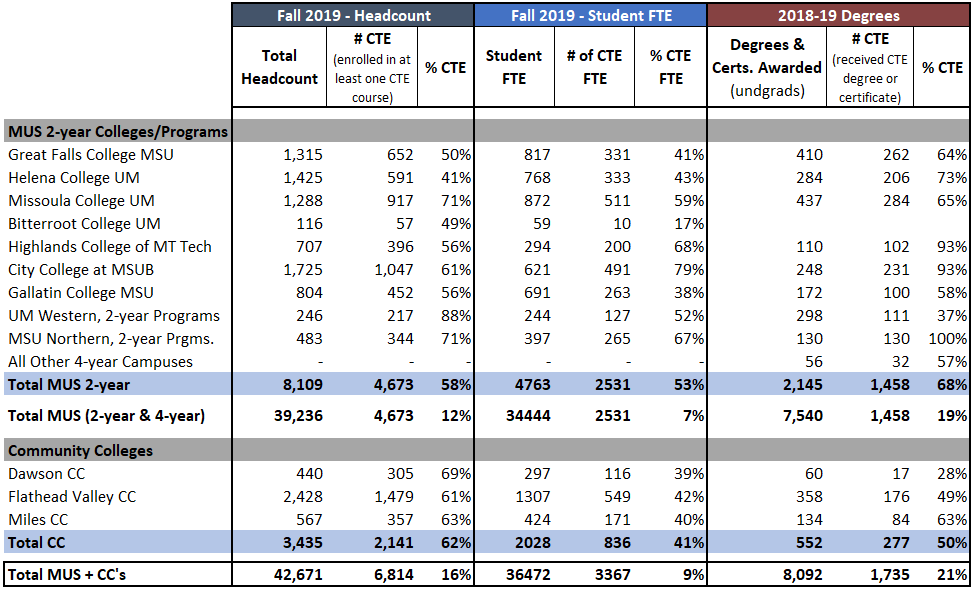 Fall 2019 - Headcount Fall 2019 - Student FTE 2018-19 Degrees
Total Headcount # CTE (enrolled in at least one CTE course) % CTE Student FTE # of CTE FTE % CTE FTE Degrees & Certs. Awarded (undgrads) # CTE (received CTE degree or certificate) % CTE
MUS 2-year Colleges/Programs
Great Falls College MSU 1,315 652 50% 817 331 41% 410 262 64%
Helena College UM 1,425 591 41% 768 333 43% 284 206 73%
Missoula College UM 1,288 917 71% 872 511 59% 437 284 65%
Bitterroot College UM 116 57 49% 59 10 17%
Highlands College of MT Tech 707 396 56% 294 200 68% 110 102 93%
City College at MSUB 1,725 1,047 61% 621 491 79% 248 231 93%
Gallatin College MSU 804 452 56% 691 263 38% 172 100 58%
UM Western, 2-year Programs 246 217 88% 244 127 52% 298 111 37%
MSU Northern, 2-year Prgms. 483 344 71% 397 265 67% 130 130 100%
All Other 4-year Campuses - - - - - - 56 32 57%
Total MUS 2-year 8,109 4,673 58% 4763 2531 53% 2,145 1,458 68%
Total MUS (2-year & 4-year) 39,236 4,673 12% 34444 2531 7% 7,540 1,458 19%
Community Colleges
Dawson CC 440 305 69% 297 116 39% 60 17 28%
Flathead Valley CC 2,428 1,479 61% 1307 549 42% 358 176 49%
Miles CC 567 357 63% 424 171 40% 134 84 63%
Total CC 3,435 2,141 62% 2028 836 41% 552 277 50%
Total MUS + CC's 42,671 6,814 16% 36472 3367 9% 8,092 1,735 21%